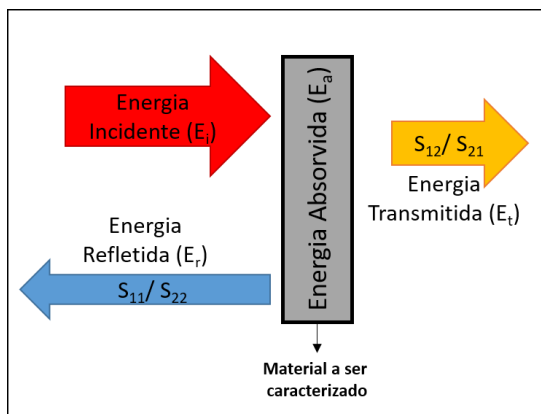 Energia
Incidente (Eᵢ)
Energia Absorvida (Eₐ)
S₁₂/ S₂₁
Energia
Transmitida (Eₜ)
Energia
Refletida (Eᵣ)
S₁₁/ S₂₂
Material a ser
caracterizado